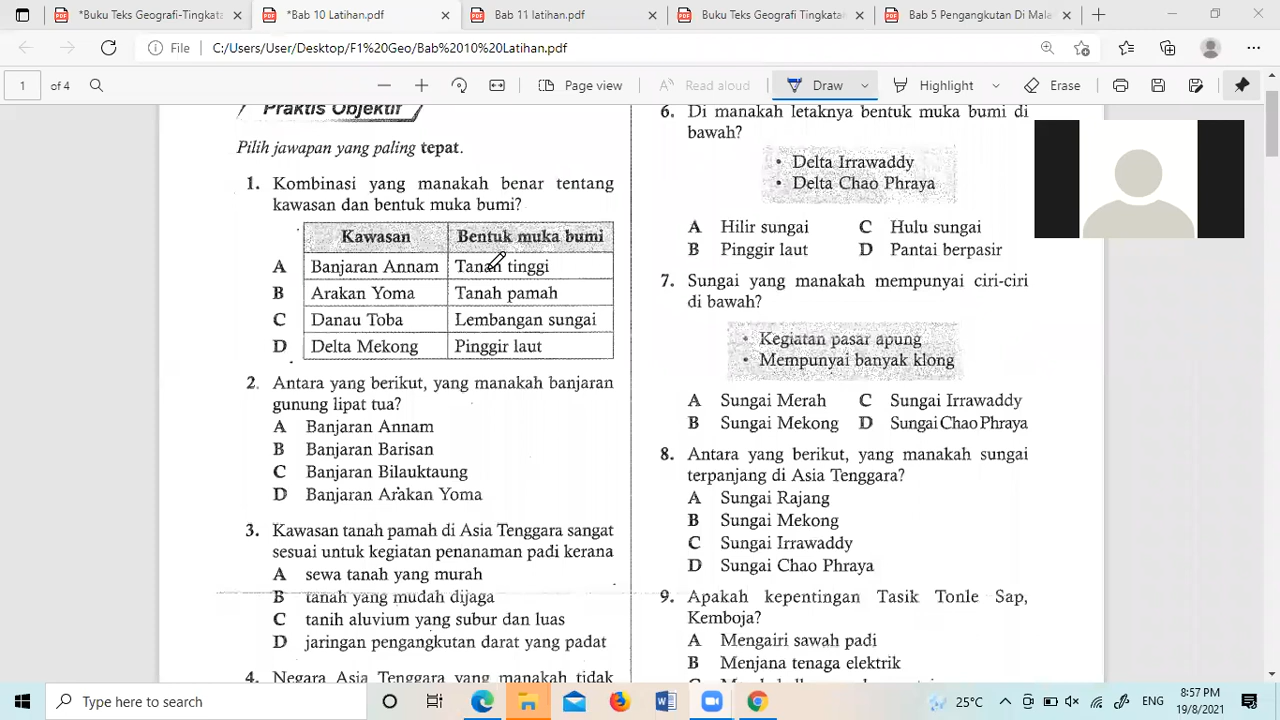 *Buku Teks Geografi-Tingkata
Bab 10 Latihan.pdf
Buku Teks Geografi Tingkatan
Buku Teks Pingg
Bab 5 Pengangkutan Di Mala
File C:/Users/User/Desktop/F1%20Geo/Bab%2010%20Latihan.pdf
1 of 4 Page view Read aloud Draw Highlight Erase
Praktis Objektif
Pilih jawapan yang paling tepat.
1. Kombinasi yang manakah benar tentang
kawasan dan bentuk muka bumi?
Kawasan Bentuk muka bumi
A Banjaran Annam Tanah tinggi
B Arakan Yoma Tanah pamah
C Danau Toba Lembangan sungai
D Delta Mekong Pinggir laut
2. Antara yang berikut, yang manakah banjaran
gunung lipat tua?
A Banjaran Annam
B Banjaran Barisan
C Banjaran Bilauktaung
D Banjaran Arakan Yoma
3. Kawasan tanah pamah di Asia Tenggara sangat
sesuai untuk kegiatan penanaman padi kerana
A sewa tanah yang murah
B tanah yang mudah dijaga
C tanih aluvium yang subur dan luas
D jaringan pengangkutan darat yang padat
4. Negara Asia Tenggara yang manakah tidak
6. Di manakah letaknya bentuk muka bumi di
bawah?
• Delta Irrawaddy
• Delta Chao Phraya
A Hilir sungai C Hulu sungai
B Pinggir laut D Pantai berpasir
7. Sungai yang manakah mempunyai ciri-ciri
di bawah?
• Kegiatan pasar apung
• Mempunyai banyak klong
A Sungai Merah C Sungai Irrawaddy
B Sungai Mekong D Sungai Chao Phraya
8. Antara yang berikut, yang manakah sungai
terpanjang di Asia Tenggara?
A Sungai Rajang
B Sungai Mekong
C Sungai Irrawaddy
D Sungai Chao Phraya
9. Apakah kepentingan Tasik Tonle Sap,
Kemboja?
A Mengairi sawah padi
B Menjana tenaga elektrik
Type here to search 25°C ENG 8:57 PM
19/8/2021